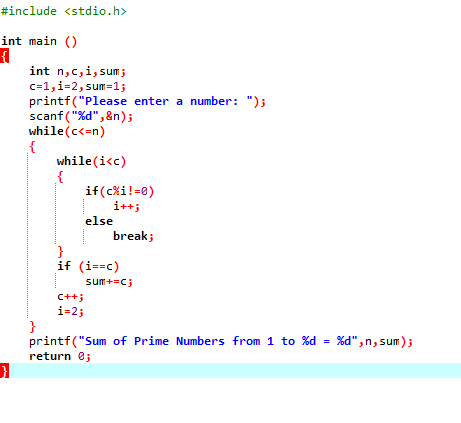 #include <stdio.h>
int main ()
{
int n,c,i,sum;
c=1,i=2,sum=1;
printf("Please enter a number: ");
scanf("%d",&n);
while(c<=n)
{
while(i<c)
{
if(c%i!=0)
i++;
else
break;
}
if (i==c)
sum+=c;
c++;
i=2;
}
printf("Sum of Prime Numbers from 1 to %d = %d",n,sum);
return 0;
}